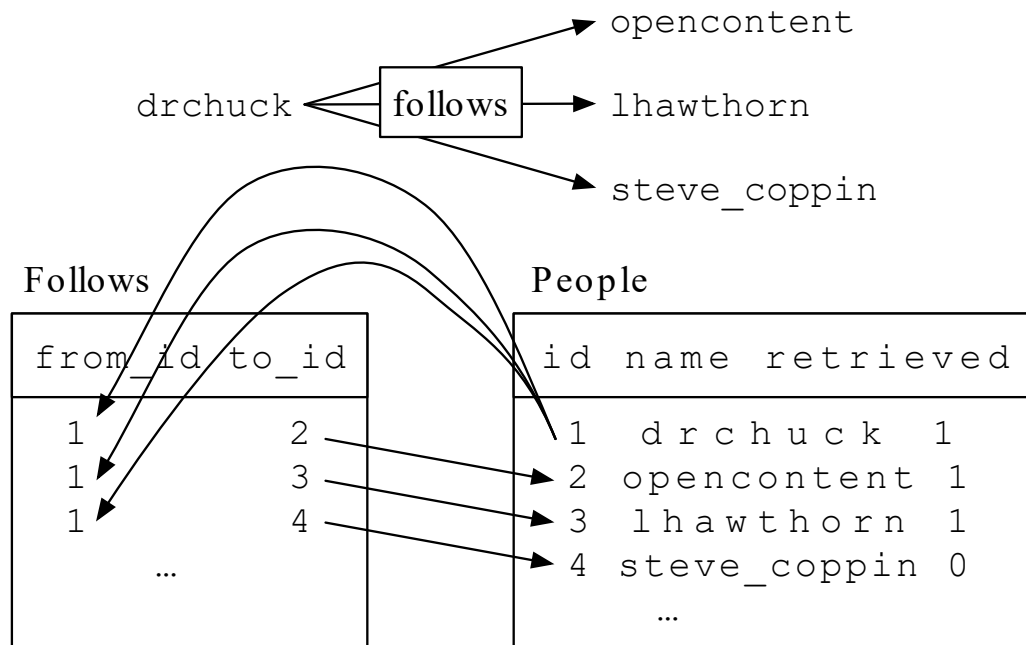 opencontent
drchuck follows lhawthorn
steve_coppin
Follows
from_id to_id
1 2
1 3
1 4
...
People
id name retrieved
1 drchuck 1
2 opencontent 1
3 lhawthorn 1
4 steve_coppin 0
...